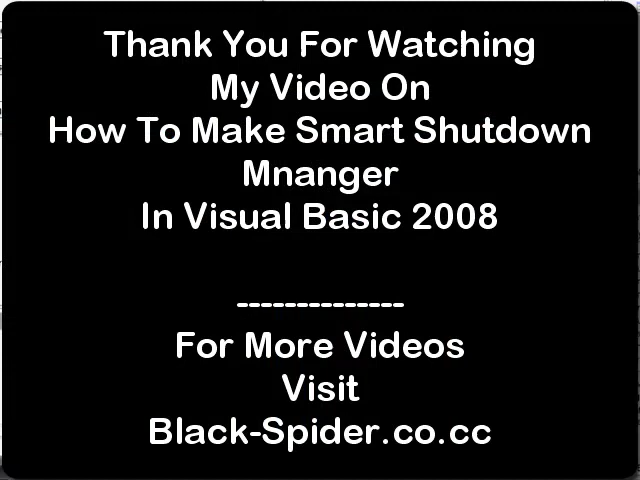 Thank You For Watching
My Video On
How To Make Smart Shutdown
Mnanger
In Visual Basic 2008
--------------
For More Videos
Visit
Black-Spider.co.cc